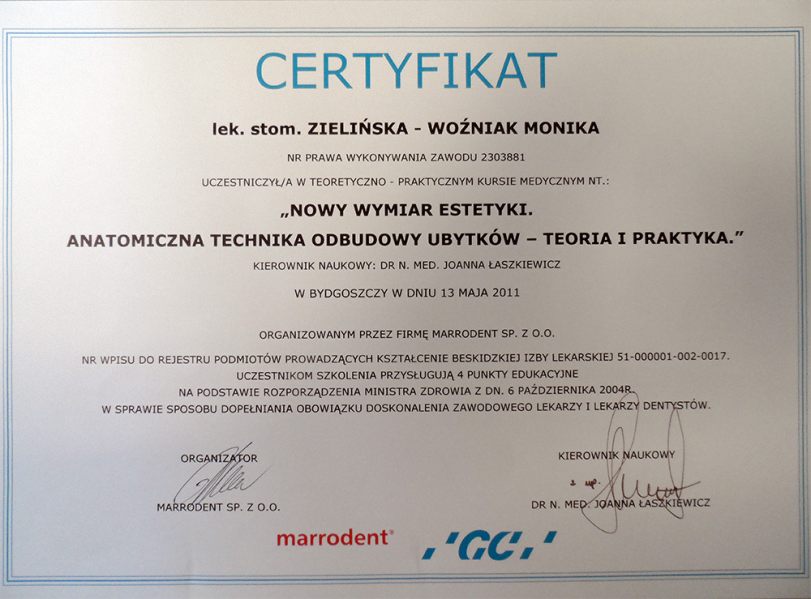 CERTYFIKAT
lek. stom. ZIELIŃSKA - WOŹNIAK MONIKA
NR PRAWA WYKONYWANIA ZAWODU 2303881
UCZESTNICZYŁ/A W TEORETYCZNO - PRAKTYCZNYM KURSIE MEDYCZNYM NT.:
„NOWY WYMIAR ESTETYKI.
ANATOMICZNA TECHNIKA ODBUDOWY UBYTKÓW – TEORIA I PRAKTYKA.”
KIEROWNIK NAUKOWY: DR N. MED. JOANNA ŁASZKIEWICZ
W BYDGOSZCZY W DNIU 13 MAJA 2011
ORGANIZOWANYM PRZEZ FIRMĘ MARRODENT SP. Z O.O.
NR WPISU DO REJESTRU PODMIOTÓW PROWADZĄCYCH KSZTAŁCENIE BESKIDZKIEJ IZBY LEKARSKIEJ 51-000001-002-0017.
UCZESTNIKOM SZKOLENIA PRZYSŁUGUJĄ 4 PUNKTY EDUKACYJNE
NA PODSTAWIE ROZPORZĄDZENIA MINISTRA ZDROWIA Z DN. 6 PAŹDZIERNIKA 2004R.
W SPRAWIE SPOSOBU DOPEŁNIANIA OBOWIĄZKU DOSKONALENIA ZAWODOWEGO LEKARZY I LEKARZY DENTYSTÓW.
ORGANIZATOR
MARRODENT SP. Z O.O.
KIEROWNIK NAUKOWY
z up.
DR N. MED. JOANNA ŁASZKIEWICZ
marrodent®
GC